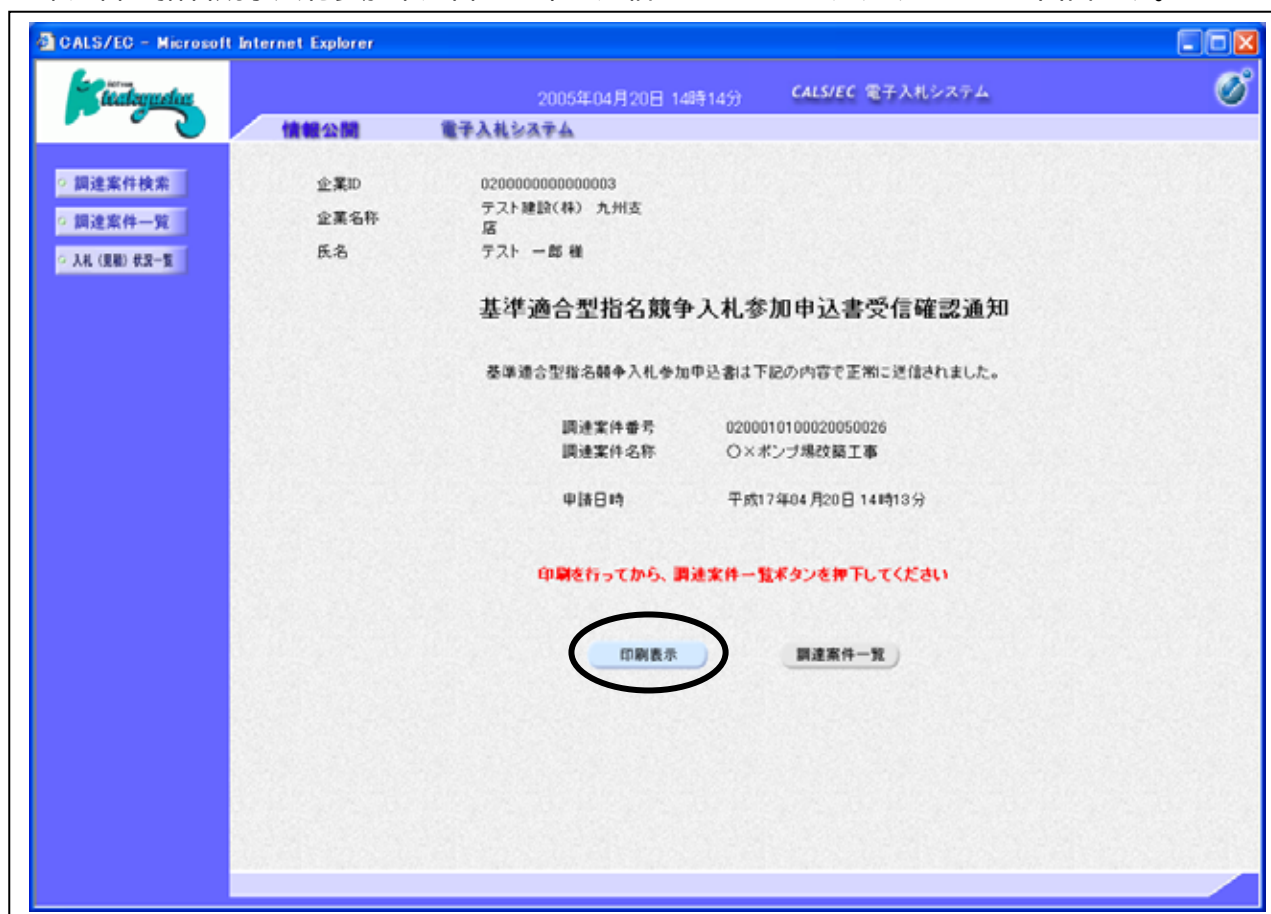 CALS/EC - Microsoft Internet Explorer
2005年04月20日 14時14分
CALS/EC 電子入札システム
情報公開
電子入札システム
調達案件検索
調達案件一覧
入札(見積)状況一覧
企業ID 0200000000000003
企業名称 テスト建設(株) 九州支
店
氏名 テスト 一郎 様
基準適合型指名競争入札参加申込書受信確認通知
基準適合型指名競争入札参加申込書は下記の内容で正常に送信されました。
調達案件番号 0200010100020050026
調達案件名称 〇×ポンプ場改築工事
申請日時 平成17年04月20日 14時13分
印刷を行ってから、調達案件一覧ボタンを押下してください
印刷表示
調達案件一覧